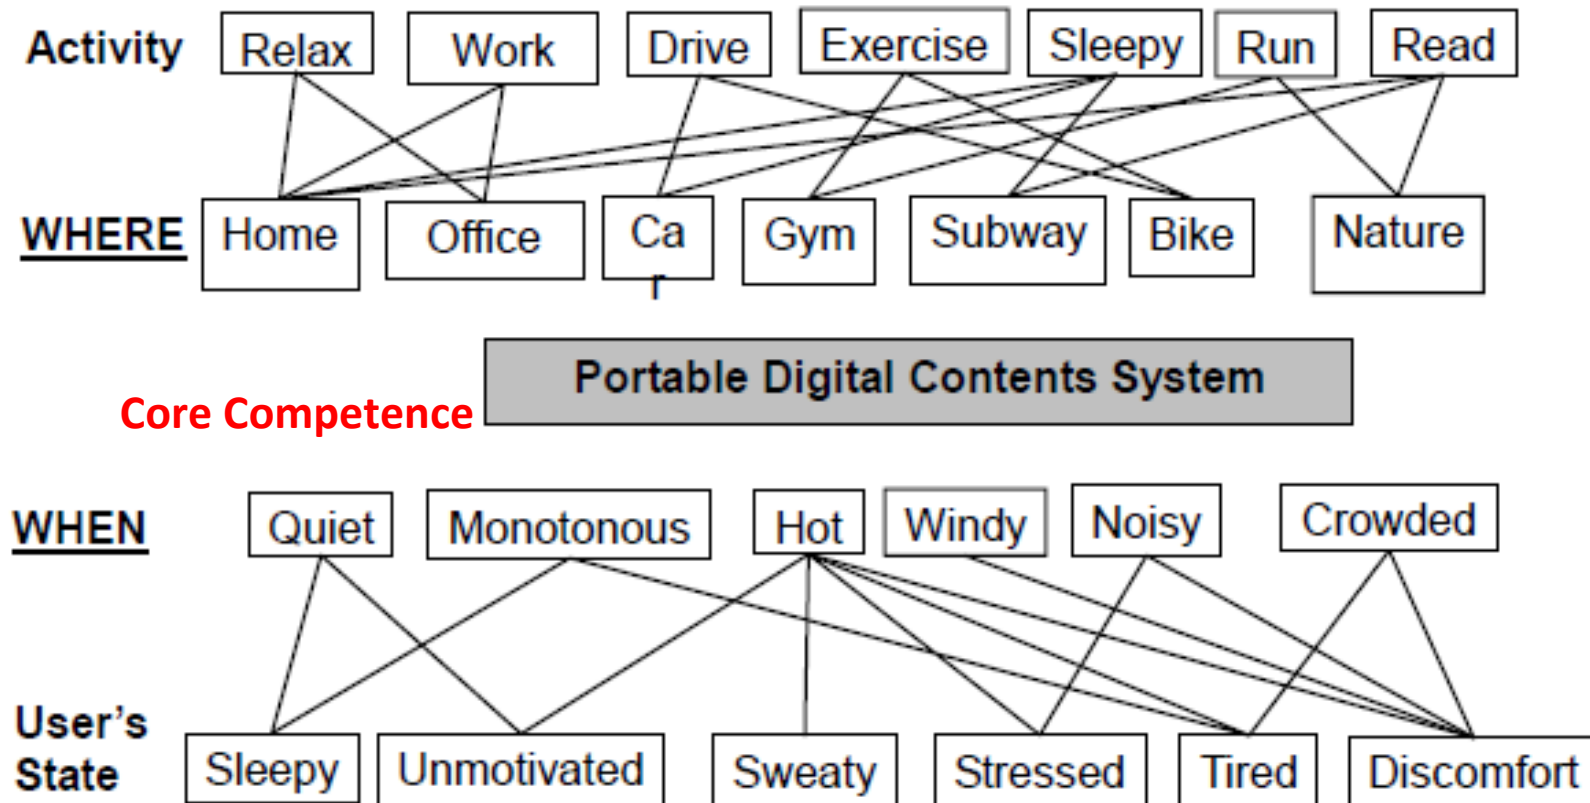 Activity Relax Work Drive Exercise Sleepy Run Read
WHERE Home Office Ca Gym Subway Bike Nature
r
Portable Digital Contents System
Core Competence
WHEN Quiet Monotonous Hot Windy Noisy Crowded
User's
State Sleepy Unmotivated Sweaty Stressed Tired Discomfort